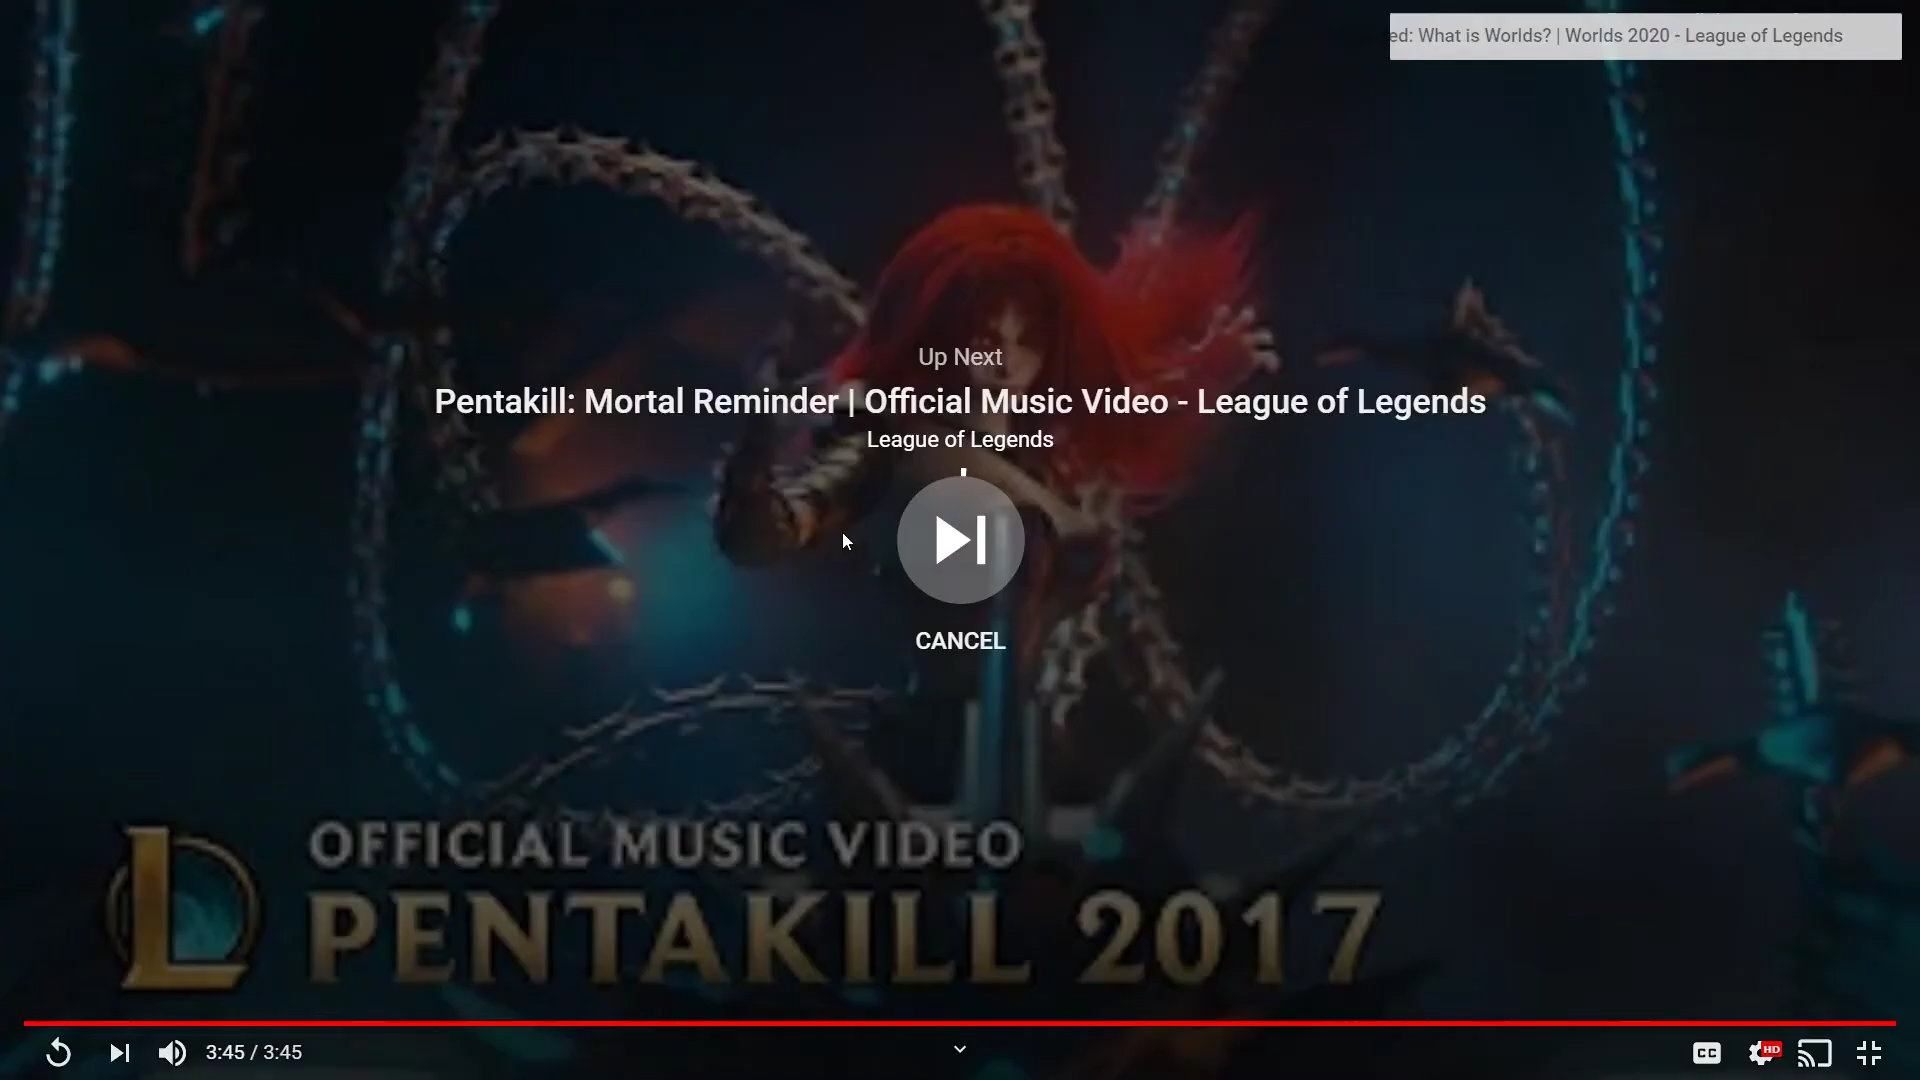 ed: What is Worlds? | Worlds 2020 - League of Legends
Up Next
Pentakill: Mortal Reminder | Official Music Video - League of Legends
League of Legends
CANCEL
OFFICIAL MUSIC VIDEO
PENTAKILL 2017
3:45 / 3:45
CC
HD